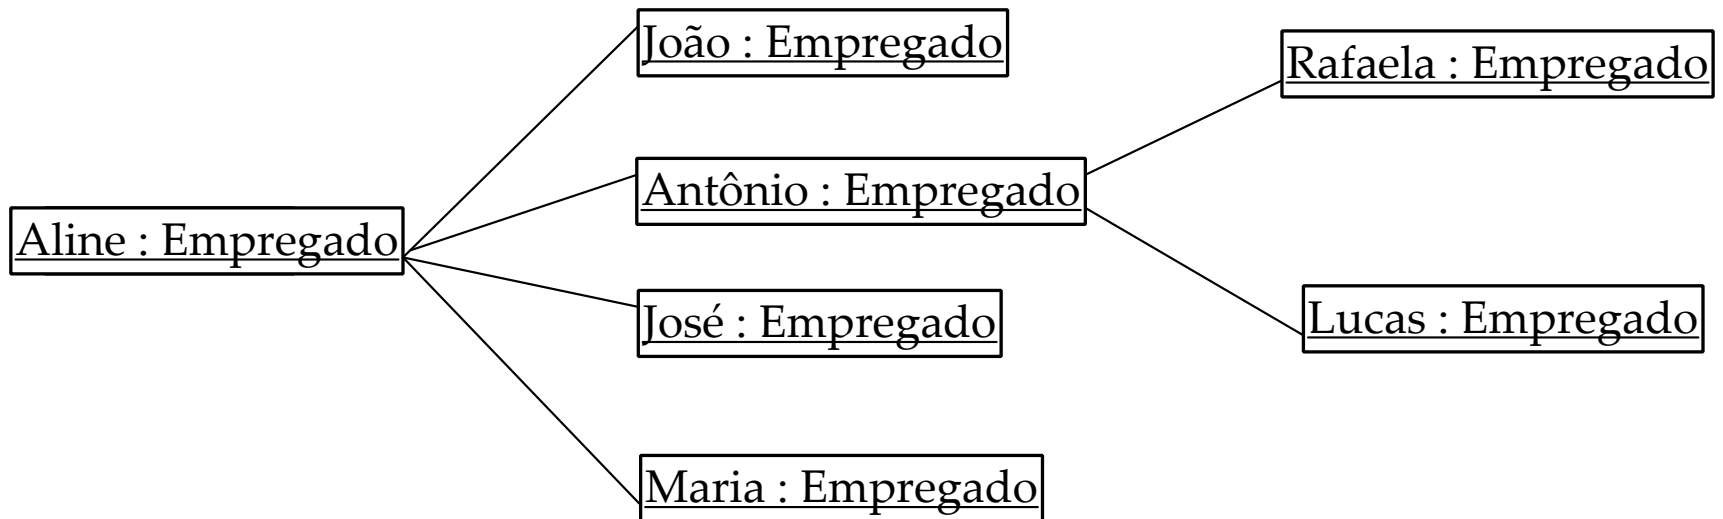 João : Empregado
Rafaela : Empregado
Antônio : Empregado
Aline : Empregado
José : Empregado
Lucas : Empregado
Maria : Empregado